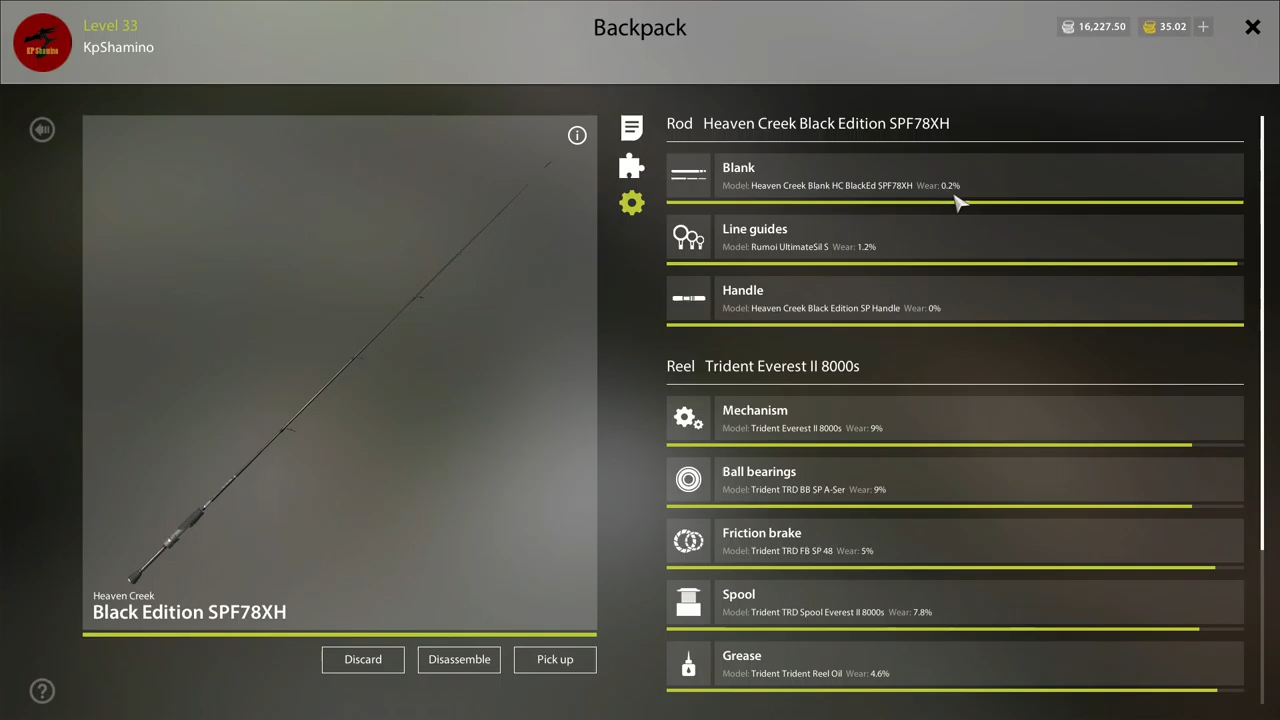 Level 33
KpShamino
KP Shamino
Backpack
16,227.50
35.02
Heaven Creek
Black Edition SPF78XH
Discard
Disassemble
Pick up
Rod Heaven Creek Black Edition SPF78XH
Blank
Model: Heaven Creek Blank HC BlackEd SPF78XH Wear: 0.2%
Line guides
Model: Rumoi UltimateSil S Wear: 1.2%
Handle
Model: Heaven Creek Black Edition SP Handle Wear: 0%
Reel Trident Everest II 8000s
Mechanism
Model: Trident Everest II 8000s Wear: 9%
Ball bearings
Model: Trident TRD BB SP A-Ser Wear: 9%
Friction brake
Model: Trident TRD FB SP 48 Wear: 5%
Spool
Model: Trident TRD Spool Everest II 8000s Wear: 7.8%
Grease
Model: Trident Trident Reel Oil Wear: 4.6%